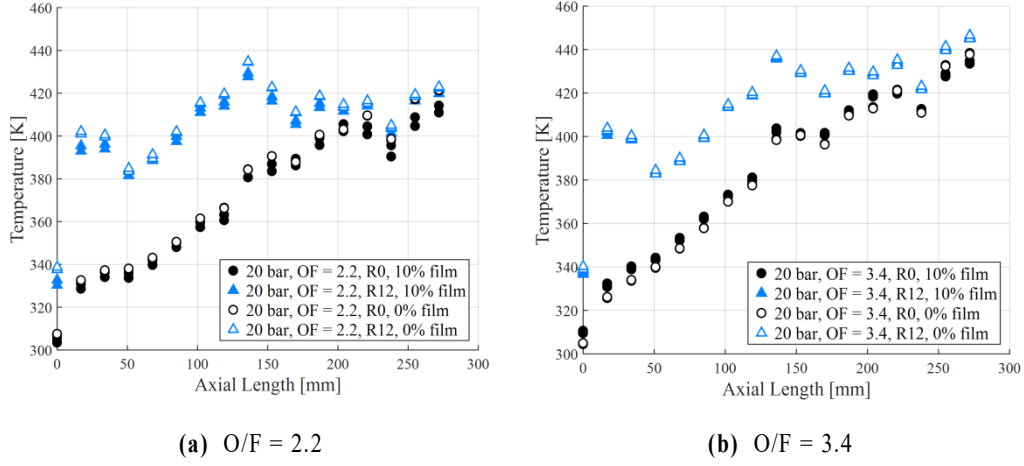 460
440
420
400
380
360
340
320
300
0
50
100
150
200
250
300
Temperature [K]
Axial Length [mm]
20 bar, OF = 2.2, R0, 10% film
20 bar, OF = 2.2, R12, 10% film
20 bar, OF = 2.2, R0, 0% film
20 bar, OF = 2.2, R12, 0% film
(a) O/F = 2.2
460
440
420
400
380
360
340
320
300
0
50
100
150
200
250
300
Temperature [K]
Axial Length [mm]
20 bar, OF = 3.4, R0, 10% film
20 bar, OF = 3.4, R12, 10% film
20 bar, OF = 3.4, R0, 0% film
20 bar, OF = 3.4, R12, 0% film
(b) O/F = 3.4